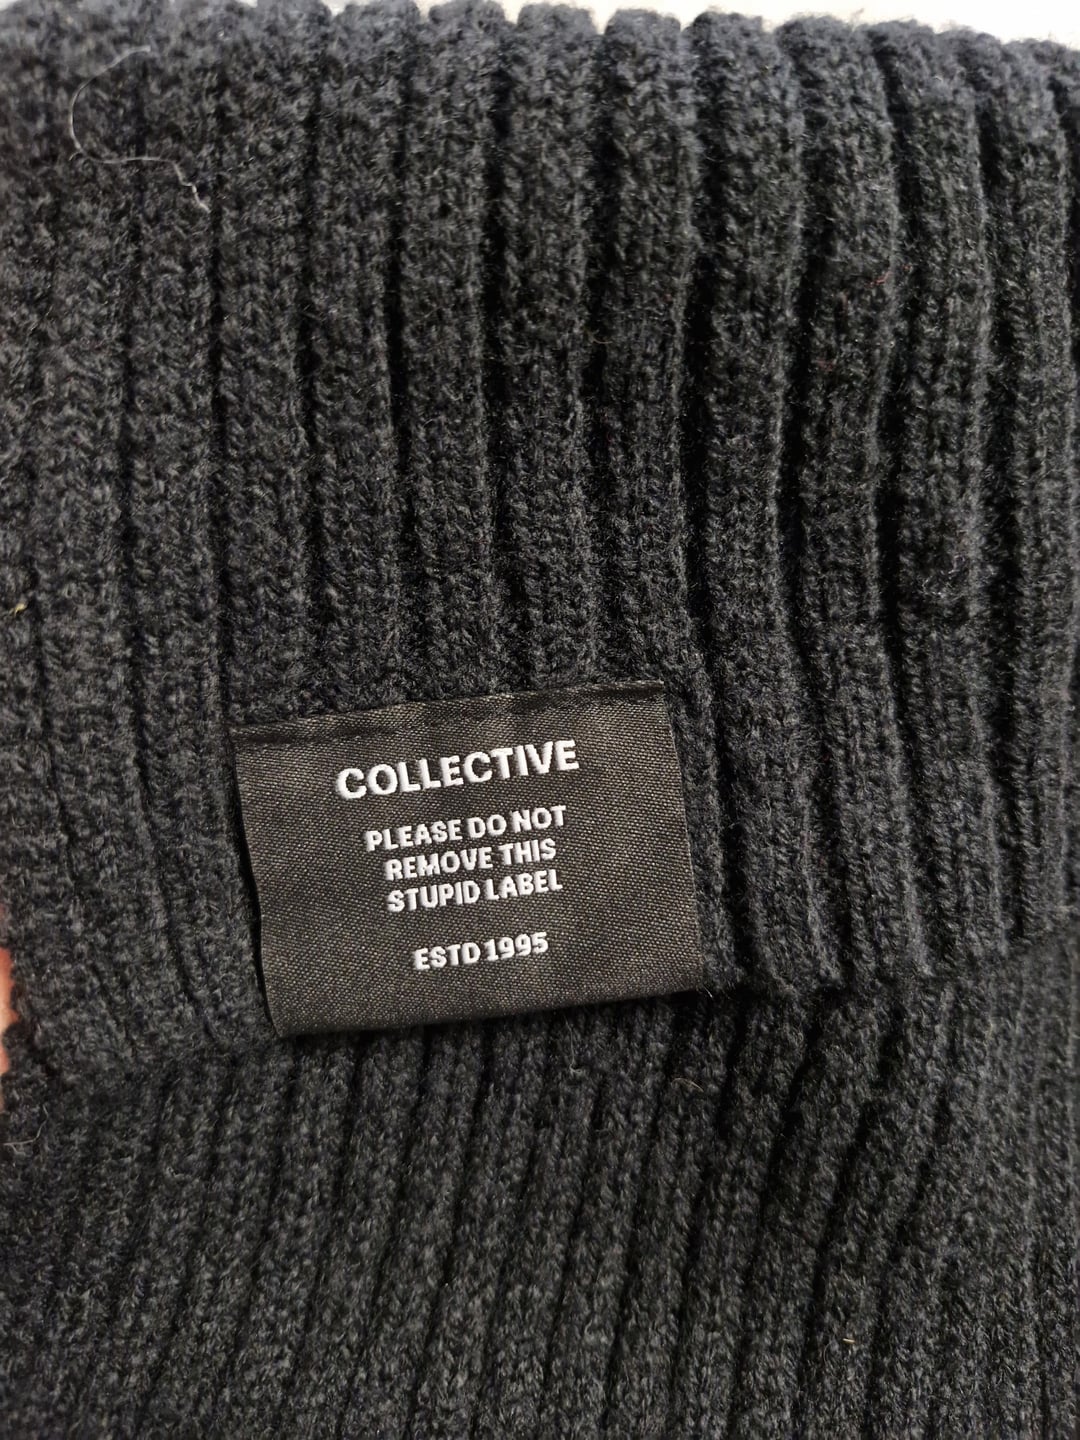 COLLECTIVE
PLEASE DO NOT
REMOVE THIS
STUPID LABEL
ESTD 1995